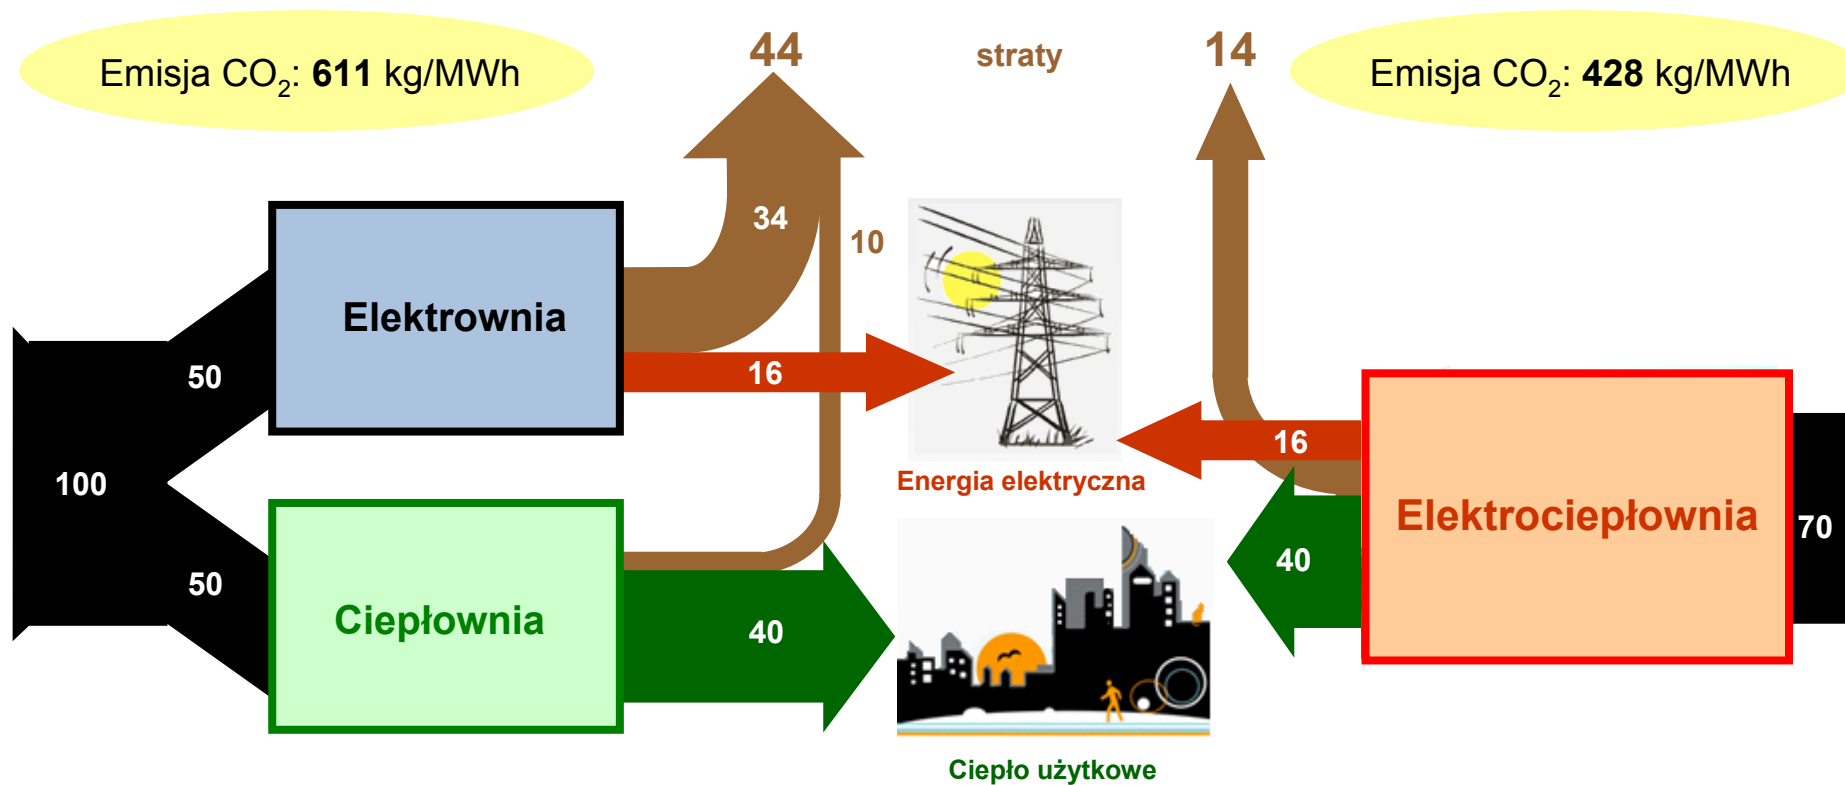 Emisja CO₂: 611 kg/MWh
44
straty
14
Emisja CO₂: 428 kg/MWh
34
10
Elektrownia
50
16
100
16
Energia elektryczna
Elektrociepłownia
70
50
Ciepłownia
40
40
Ciepło użytkowe